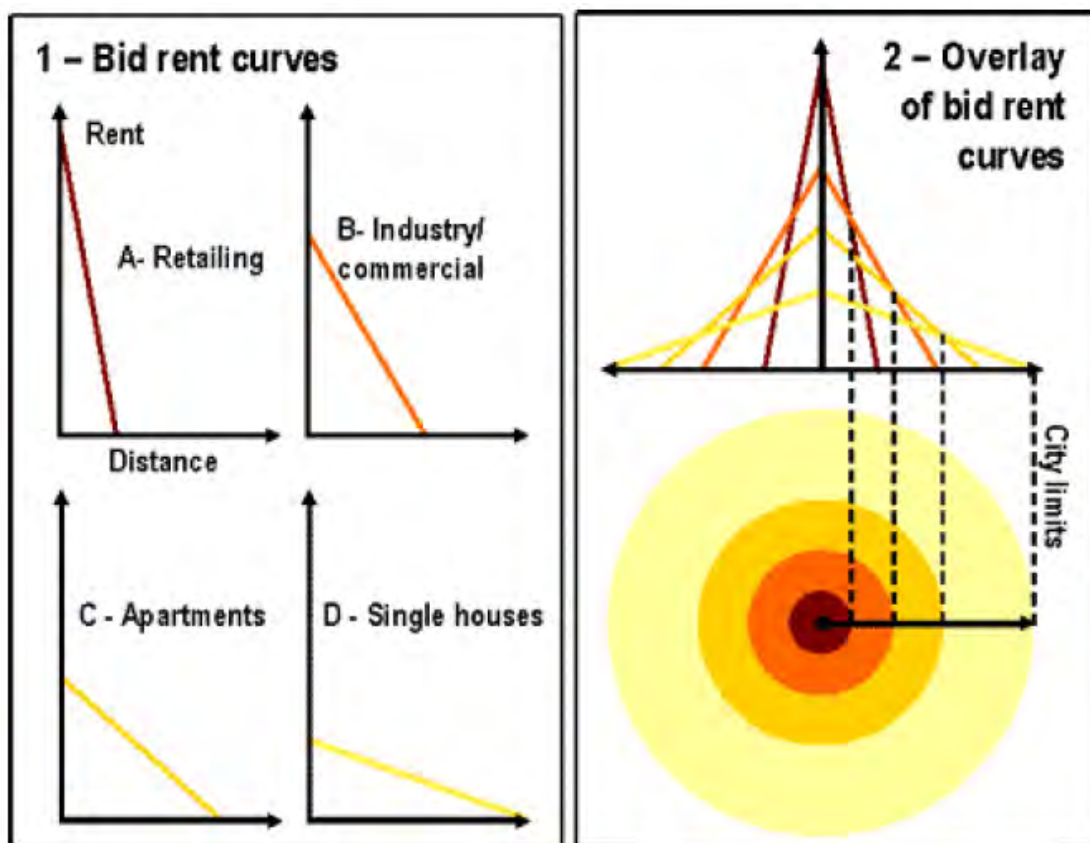 1 – Bid rent curves
Rent
A- Retailing
Distance
B- Industry/
commercial
C - Apartments
D - Single houses
2 – Overlay
of bid rent
curves
City limits